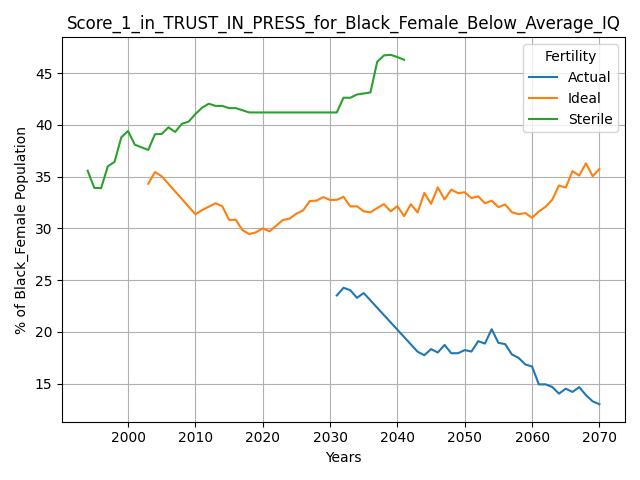 Score_1_in_TRUST_IN_PRESS_for_Black_Female_Below_Average_IQ
Fertility
Actual
Ideal
Sterile
% of Black_Female Population
45
40
35
30
25
20
15
2000 2010 2020 2030 2040 2050 2060 2070
Years